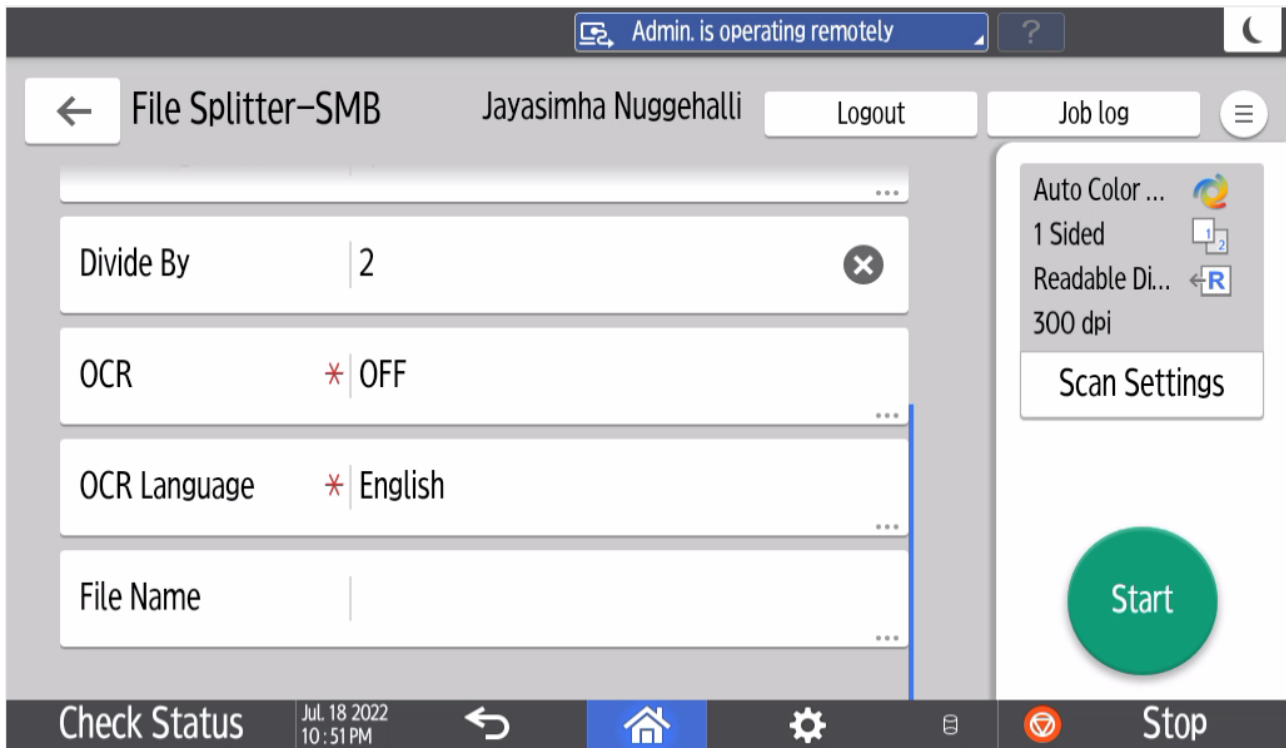 Admin. is operating remotely
?
File Splitter-SMB
Jayasimha Nuggehalli
Logout
Job log
Auto Color ...
1 Sided
1
2
Readable Di...
R
300 dpi
Scan Settings
Divide By
2
OCR
* OFF
OCR Language
* English
File Name
Start
Check Status
Jul. 18 2022
10 : 51 PM
Stop